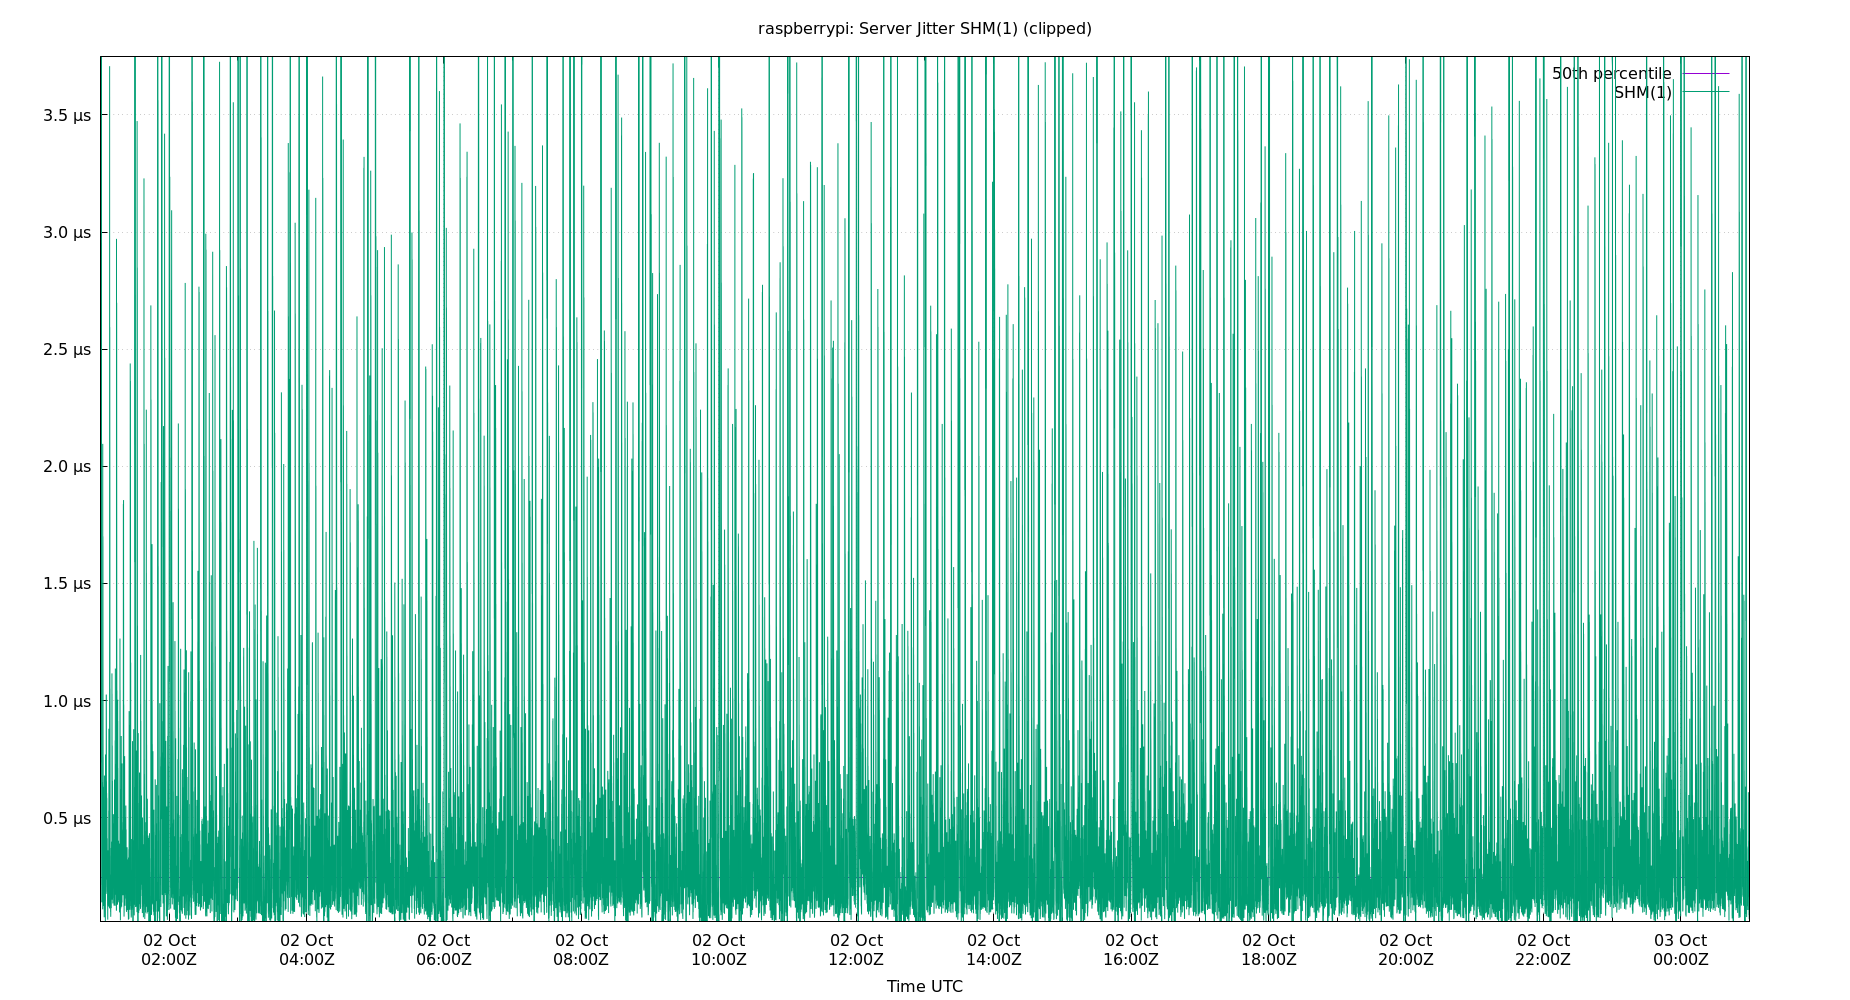 raspberrypi: Server Jitter SHM(1) (clipped)
50th percentile
SHM(1)
3.5 µs
3.0 µs
2.5 µs
2.0 µs
1.5 µs
1.0 µs
0.5 µs
02 Oct 02 Oct 02 Oct 02 Oct 02 Oct 02 Oct 02 Oct 02 Oct 02 Oct 02 Oct 02 Oct 03 Oct
02:00Z 04:00Z 06:00Z 08:00Z 10:00Z 12:00Z 14:00Z 16:00Z 18:00Z 20:00Z 22:00Z 00:00Z
Time UTC